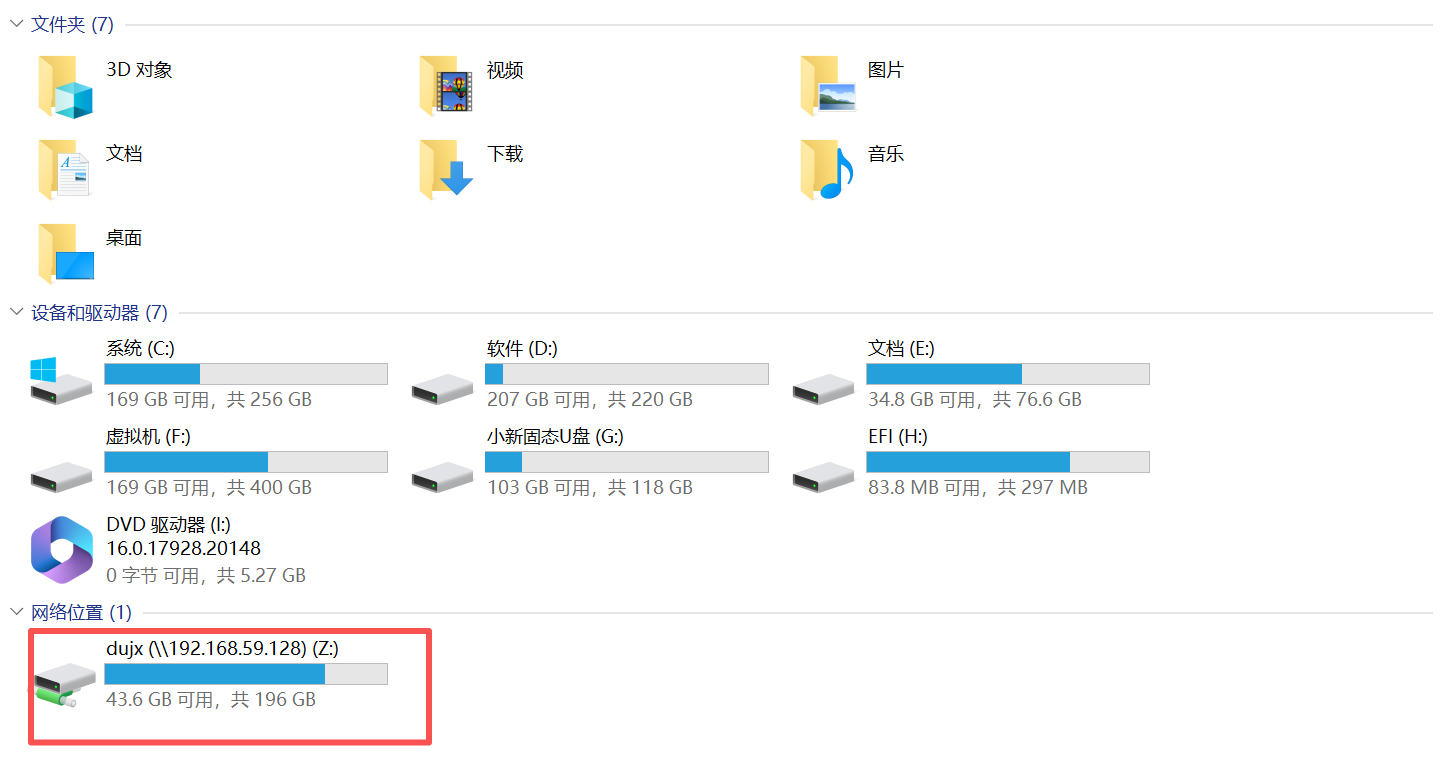 文件夹 (7)
3D 对象
视频
图片
文档
下载
音乐
桌面
设备和驱动器 (7)
系统 (C:)
169 GB 可用，共 256 GB
软件 (D:)
207 GB 可用，共 220 GB
文档 (E:)
34.8 GB 可用，共 76.6 GB
虚拟机 (F:)
169 GB 可用，共 400 GB
小新固态U盘 (G:)
103 GB 可用，共 118 GB
EFI (H:)
83.8 MB 可用，共 297 MB
DVD 驱动器 (I:)
16.0.17928.20148
0 字节 可用，共 5.27 GB
网络位置 (1)
dujx (\\192.168.59.128) (Z:)
43.6 GB 可用，共 196 GB